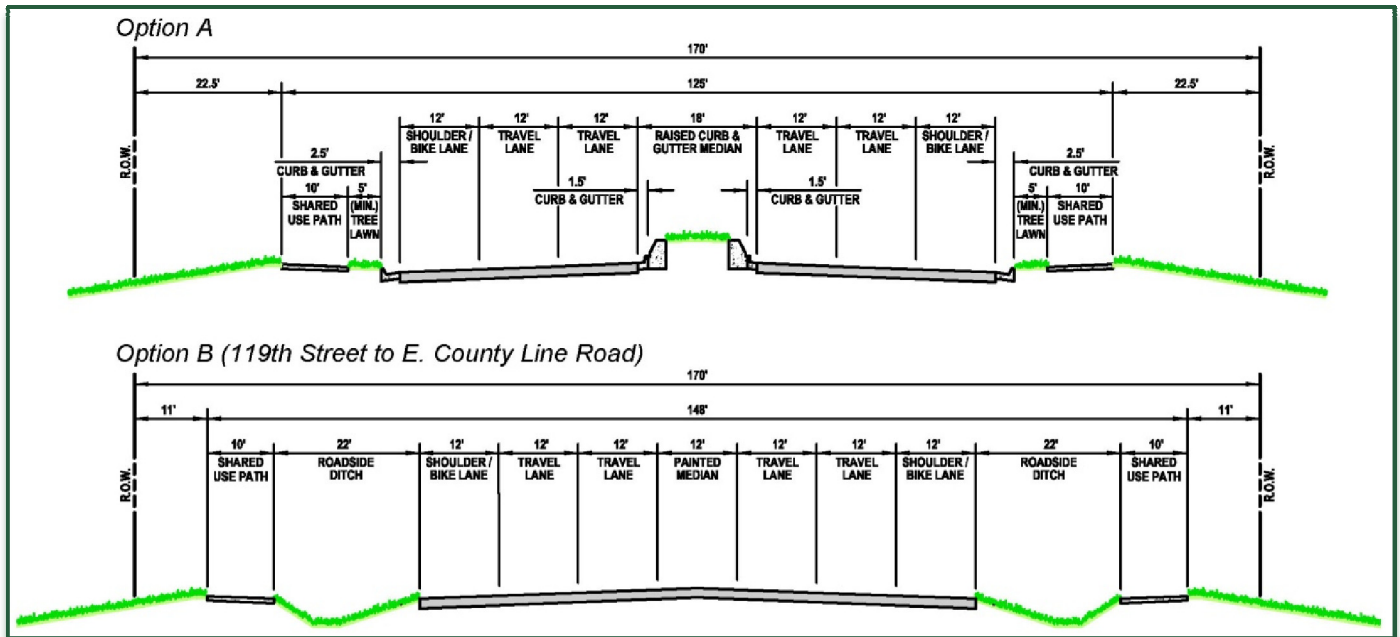 Option A
170'
22.5'
125'
22.5'
12'
12'
12'
18'
12'
12'
12'
SHOULDER /
BIKE LANE
TRAVEL
LANE
TRAVEL
LANE
RAISED CURB &
GUTTER MEDIAN
TRAVEL
LANE
TRAVEL
LANE
SHOULDER /
BIKE LANE
R.O.W.
2.5'
CURB & GUTTER
10'
SHARED
USE PATH
5'
(MIN.)
TREE
LAWN
1.5'
CURB & GUTTER
1.5'
CURB & GUTTER
2.5'
CURB & GUTTER
5'
(MIN.)
TREE
LAWN
10'
SHARED
USE PATH
R.O.W.
Option B (119th Street to E. County Line Road)
170'
11'
148'
11'
10'
SHARED
USE PATH
22'
ROADSIDE
DITCH
12'
SHOULDER /
BIKE LANE
12'
TRAVEL
LANE
12'
TRAVEL
LANE
12'
PAINTED
MEDIAN
12'
TRAVEL
LANE
12'
TRAVEL
LANE
12'
SHOULDER /
BIKE LANE
22'
ROADSIDE
DITCH
10'
SHARED
USE PATH
R.O.W.
R.O.W.